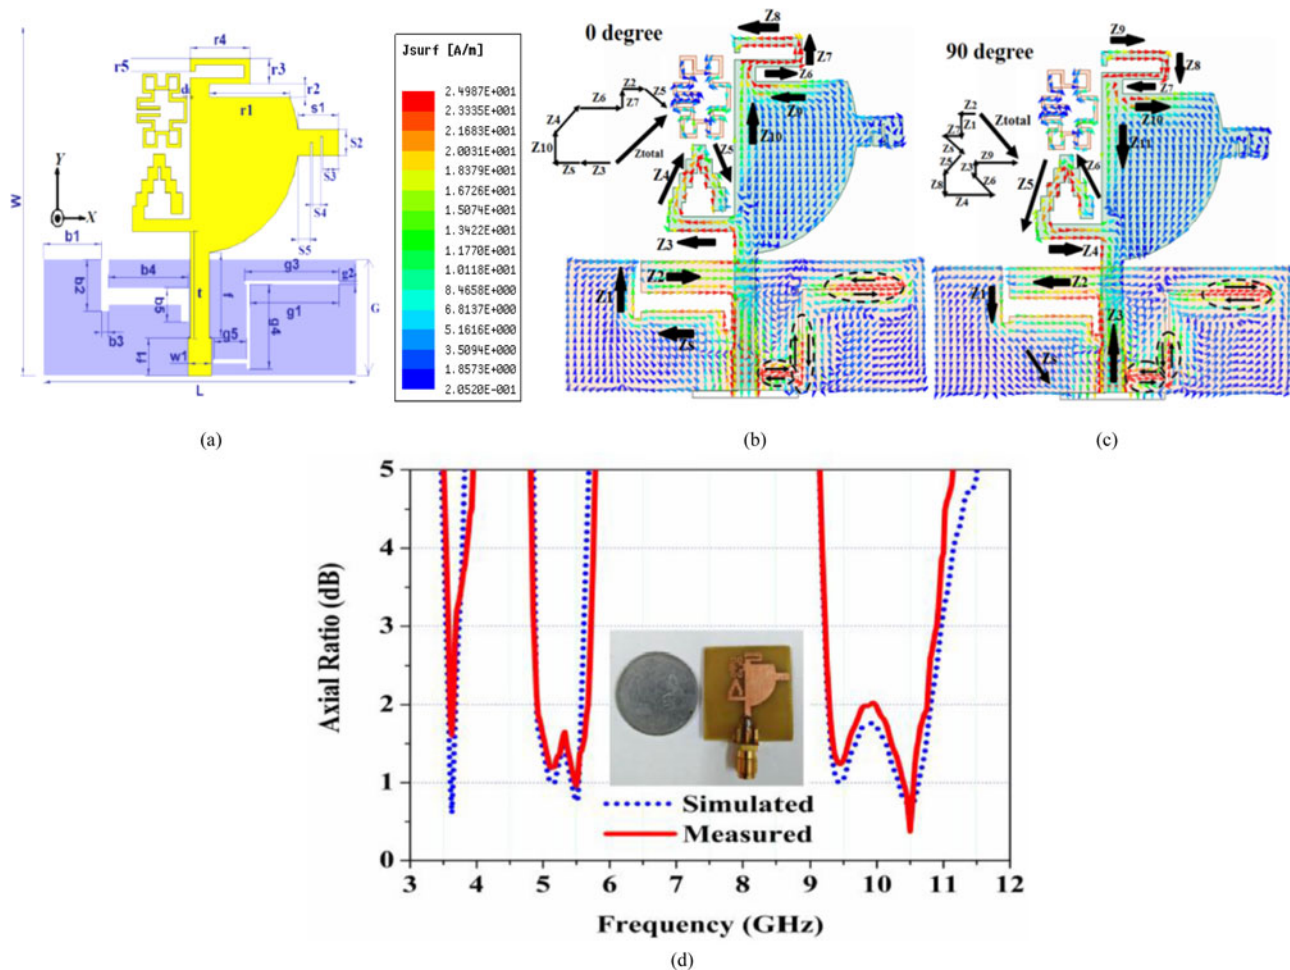 r4
r5
r3
r2
d
r1
s1
S2
S3
S4
S5
W
Y
X
b1
b2
b4
b5
b3
f1
t
f
w1
g3
g2
g1
g4
g5
G
L
(a)
Jsurf [A/m]
2.4987E+001
2.3335E+001
2.1683E+001
2.0031E+001
1.8379E+001
1.6726E+001
1.5074E+001
1.3422E+001
1.1770E+001
1.0118E+001
8.4658E+000
6.8137E+000
5.1616E+000
3.5094E+000
1.8573E+000
2.0520E-001
0 degree
Z8
Z7
Z6
Z9
Z10
Z2
Z6
Z5
Z7
Z4
Z10
Zs
Z3
Ztotal
Z5
Z4
Z3
Z2
Z1
Zs
(b)
90 degree
Z9
Z8
Z7
Z10
Z11
Z2
Z1
Z7
Zs
Z5
Z9
Z3
Z8
Z6
Z4
Ztotal
Z6
Z5
Z4
Z1
Z2
Z3
Zs
(c)
Axial Ratio (dB)
5
4
3
2
1
0
Simulated
Measured
3 4 5 6 7 8 9 10 11 12
Frequency (GHz)
(d)